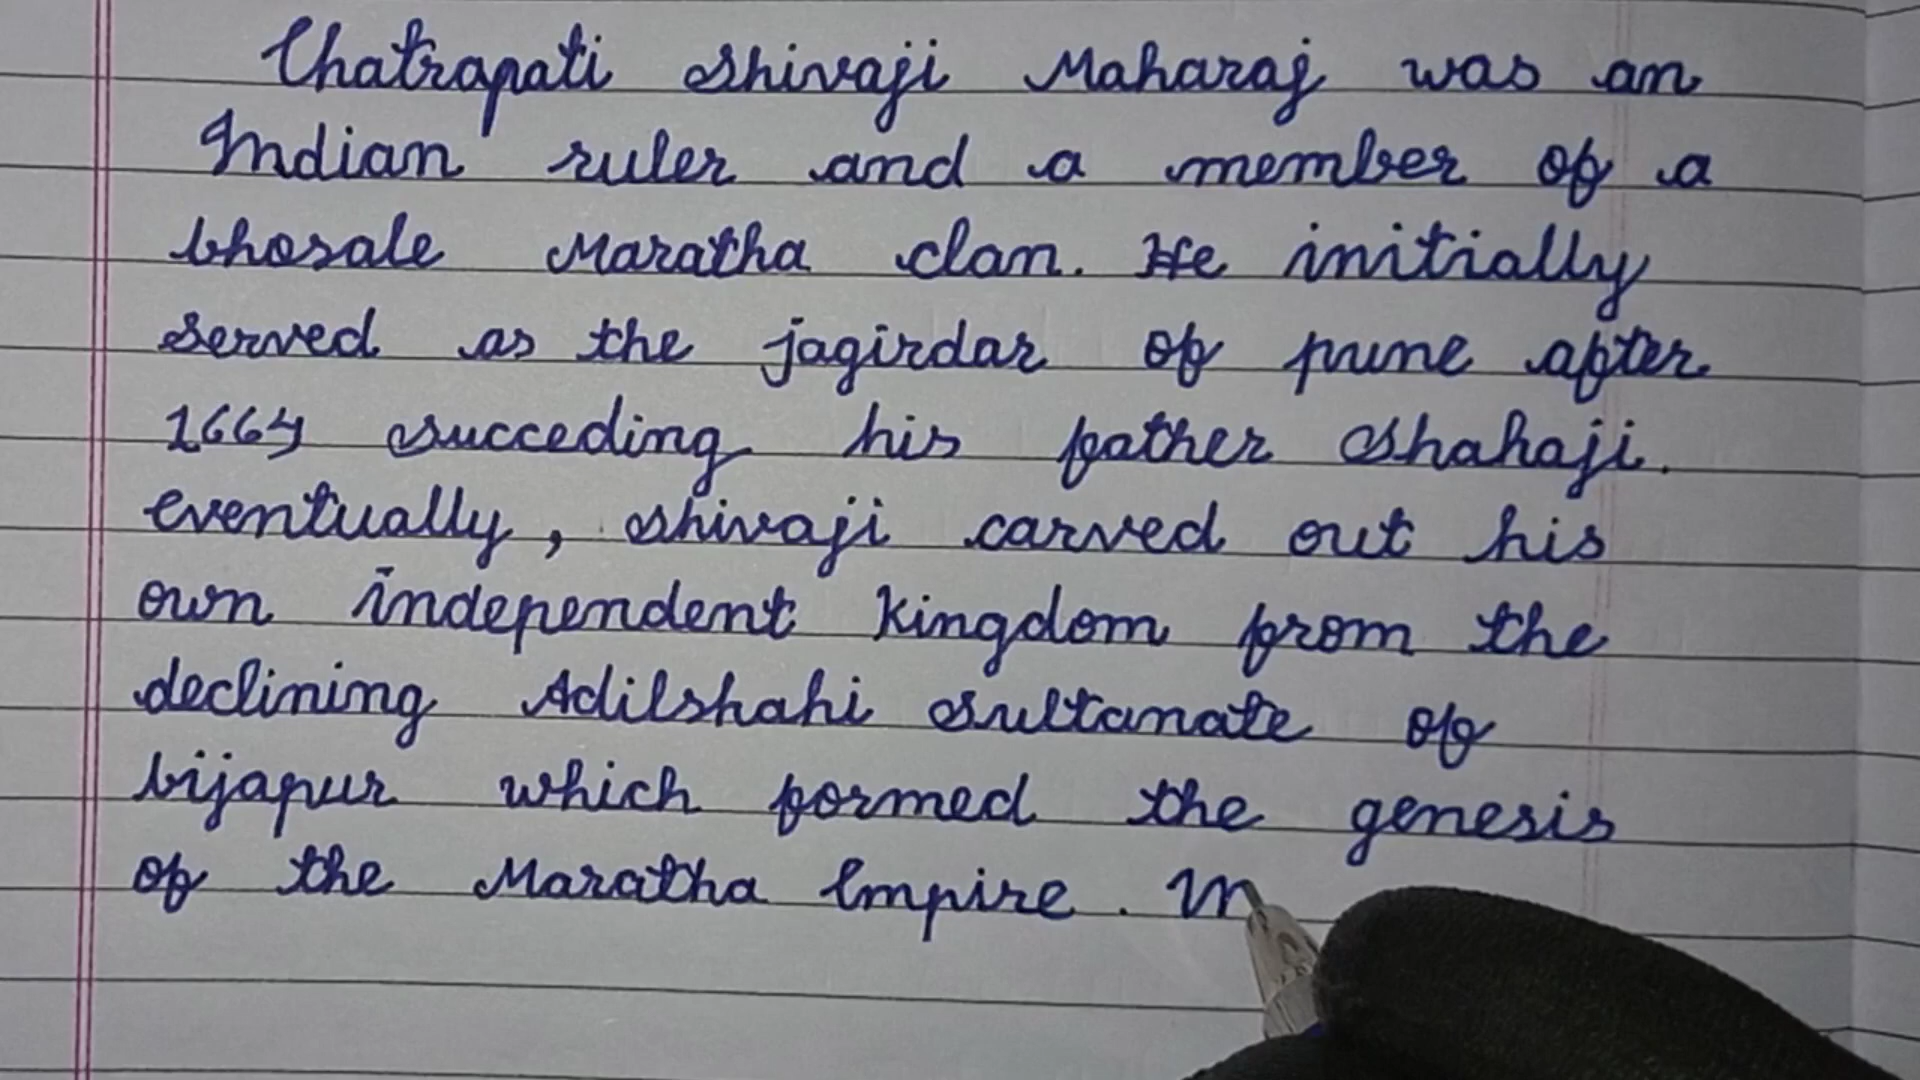 Chatrapati Shivaji Maharaj was an
Indian ruler and a member of a
bhosale Maratha clan. He initially
served as the jagirdar of pune after
1664 succeding his father Shahaji.
eventually, Shivaji carved out his
own independent Kingdom from the
declining Adilshahi Sultanate of
bijapur which formed the genesis
of the Maratha Empire.